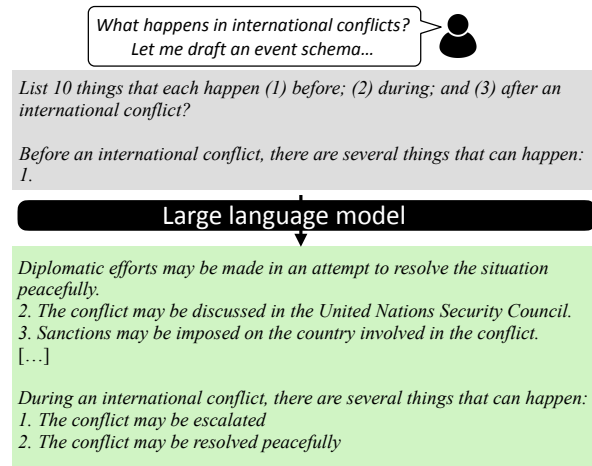 What happens in international conflicts?
Let me draft an event schema…
List 10 things that each happen (1) before; (2) during; and (3) after an
international conflict?
Before an international conflict, there are several things that can happen:
1.
Large language model
Diplomatic efforts may be made in an attempt to resolve the situation
peacefully.
2. The conflict may be discussed in the United Nations Security Council.
3. Sanctions may be imposed on the country involved in the conflict.
[…]
During an international conflict, there are several things that can happen:
1. The conflict may be escalated
2. The conflict may be resolved peacefully